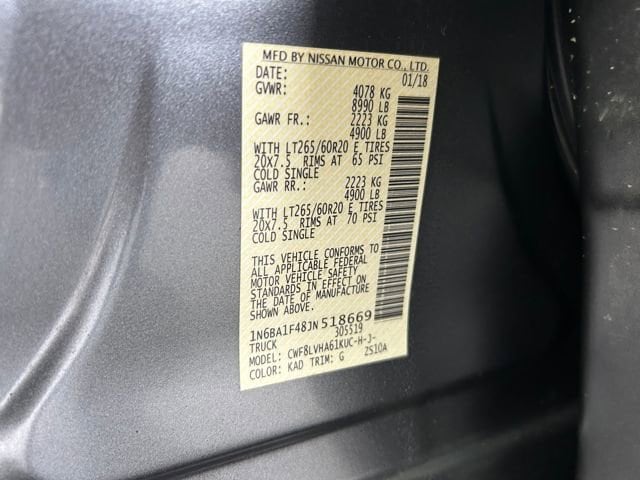 MFD BY NISSAN MOTOR CO., LTD.
DATE: 01/18
GVWR: 4078 KG
8990 LB
GAWR FR.: 2223 KG
4900 LB
WITH LT265/60R20 E TIRES
20X7.5 RIMS AT 65 PSI
COLD SINGLE
GAWR RR.: 2223 KG
4900 LB
WITH LT265/60R20 E TIRES
20X7.5 RIMS AT 70 PSI
COLD SINGLE
THIS VEHICLE CONFORMS TO
ALL APPLICABLE FEDERAL
MOTOR VEHICLE SAFETY
STANDARDS IN EFFECT ON
THE DATE OF MANUFACTURE
SHOWN ABOVE.
1N6BA1F48JN518669
TRUCK 305519
MODEL: CWF8LVHA61KUC-H-J-
COLOR: KAD TRIM: G 2S10A